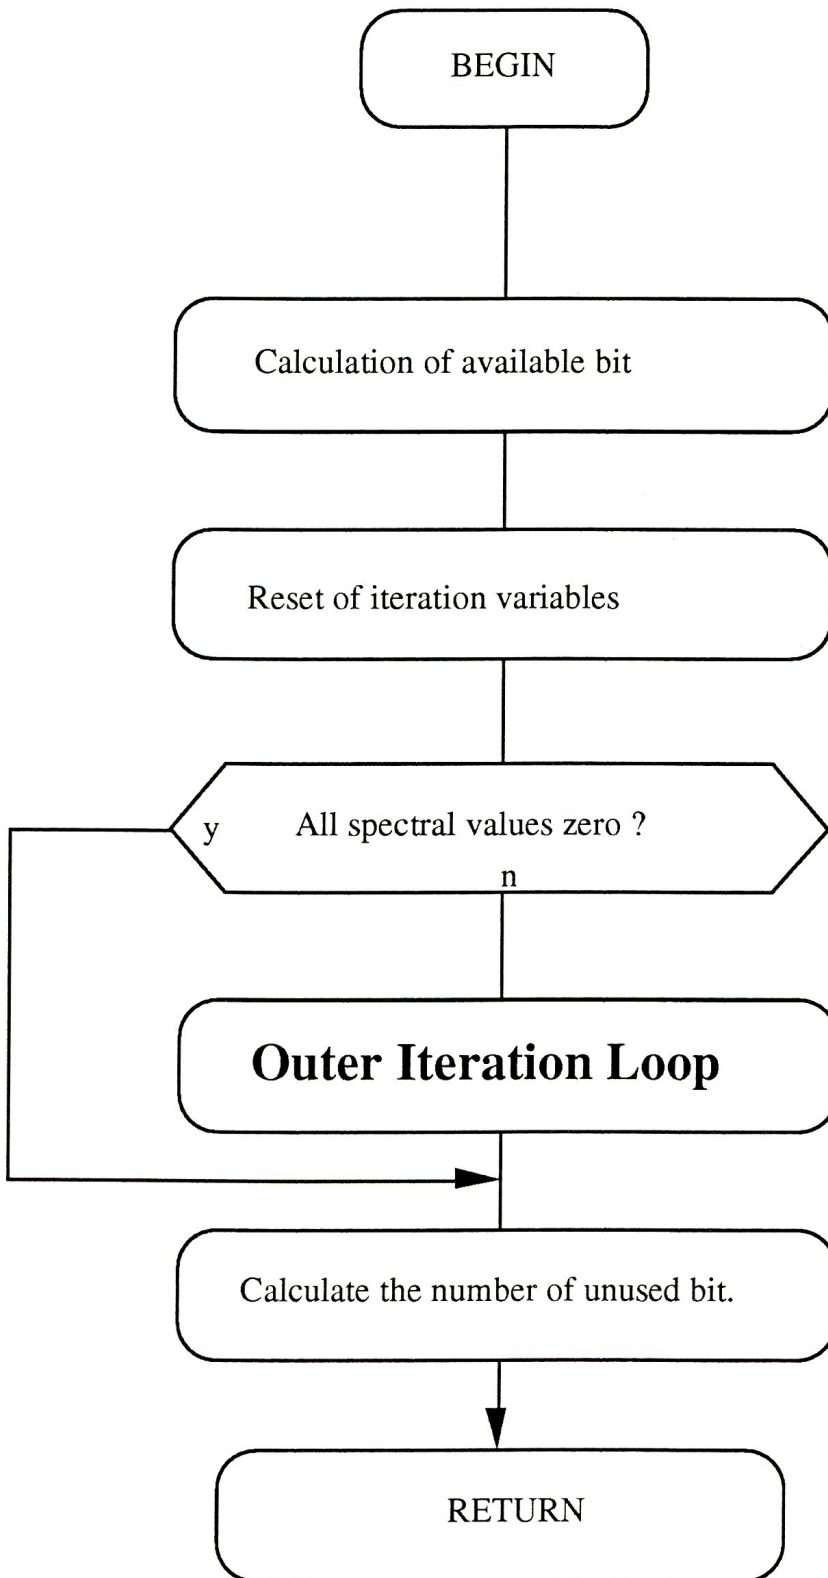 BEGIN
Calculation of available bit
Reset of iteration variables
y All spectral values zero ?
n
Outer Iteration Loop
Calculate the number of unused bit.
RETURN